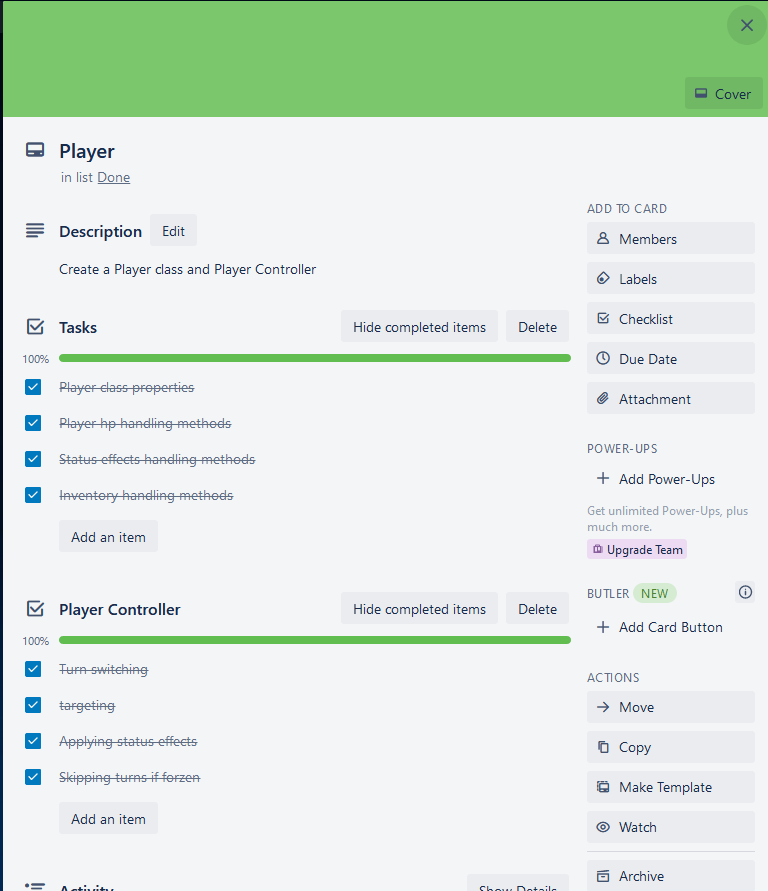 Cover
Player
in list Done
Description Edit
Create a Player class and Player Controller
Tasks Hide completed items Delete
100%
Player class properties
Player hp handling methods
Status effects handling methods
Inventory handling methods
Add an item
Player Controller Hide completed items Delete
100%
Turn switching
targeting
Applying status effects
Skipping turns if forzen
Add an item
Activity Show Details
ADD TO CARD
Members
Labels
Checklist
Due Date
Attachment
POWER-UPS
Add Power-Ups
Get unlimited Power-Ups, plus
much more.
Upgrade Team
BUTLER NEW
Add Card Button
ACTIONS
Move
Copy
Make Template
Watch
Archive